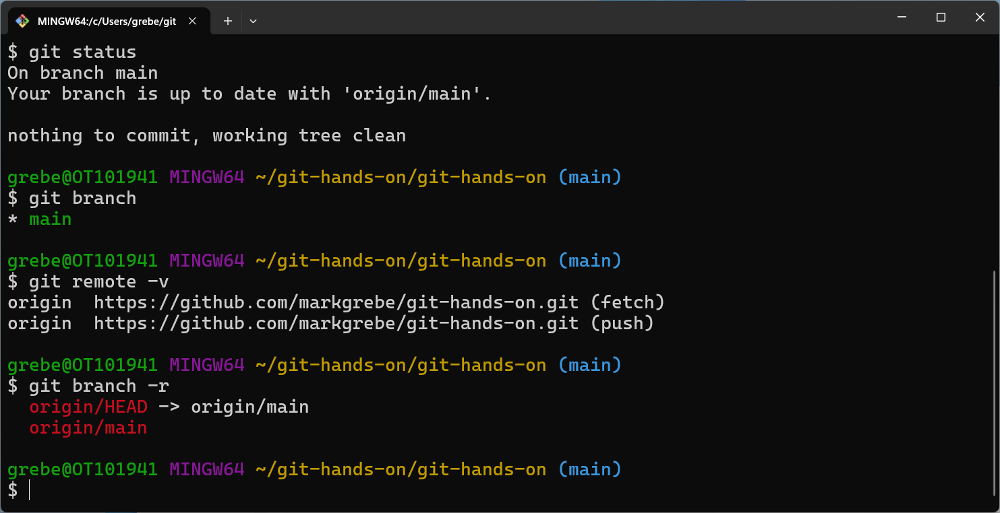 MINGW64:/c/Users/grebe/git
$ git status
On branch main
Your branch is up to date with 'origin/main'.
nothing to commit, working tree clean
grebe@OT101941 MINGW64 ~/git-hands-on/git-hands-on (main)
$ git branch
* main
grebe@OT101941 MINGW64 ~/git-hands-on/git-hands-on (main)
$ git remote -v
origin  https://github.com/markgrebe/git-hands-on.git (fetch)
origin  https://github.com/markgrebe/git-hands-on.git (push)
grebe@OT101941 MINGW64 ~/git-hands-on/git-hands-on (main)
$ git branch -r
  origin/HEAD -> origin/main
  origin/main
grebe@OT101941 MINGW64 ~/git-hands-on/git-hands-on (main)
$